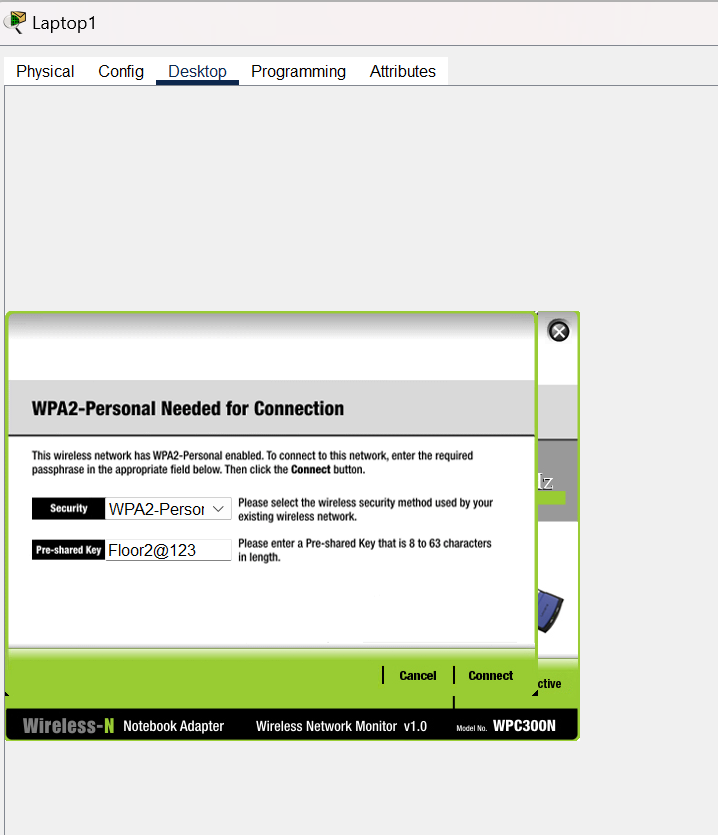 Laptop1
Physical Config Desktop Programming Attributes
WPA2-Personal Needed for Connection
This wireless network has WPA2-Personal enabled. To connect to this network, enter the required
passphrase in the appropriate field below. Then click the Connect button.
Security WPA2-Person Please select the wireless security method used by your
existing wireless network.
Pre-shared Key Floor2@123 Please enter a Pre-shared Key that is 8 to 63 characters
in length.
Cancel Connect
Wireless-N Notebook Adapter Wireless Network Monitor v1.0 Model No. WPC300N